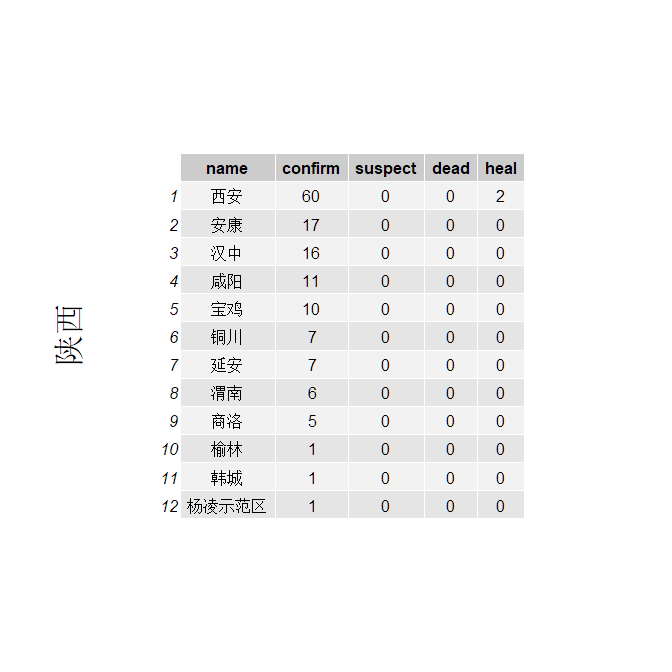 陕西
name confirm suspect dead heal
1 西安 60 0 0 2
2 安康 17 0 0 0
3 汉中 16 0 0 0
4 咸阳 11 0 0 0
5 宝鸡 10 0 0 0
6 铜川 7 0 0 0
7 延安 7 0 0 0
8 渭南 6 0 0 0
9 商洛 5 0 0 0
10 榆林 1 0 0 0
11 韩城 1 0 0 0
12 杨凌示范区 1 0 0 0